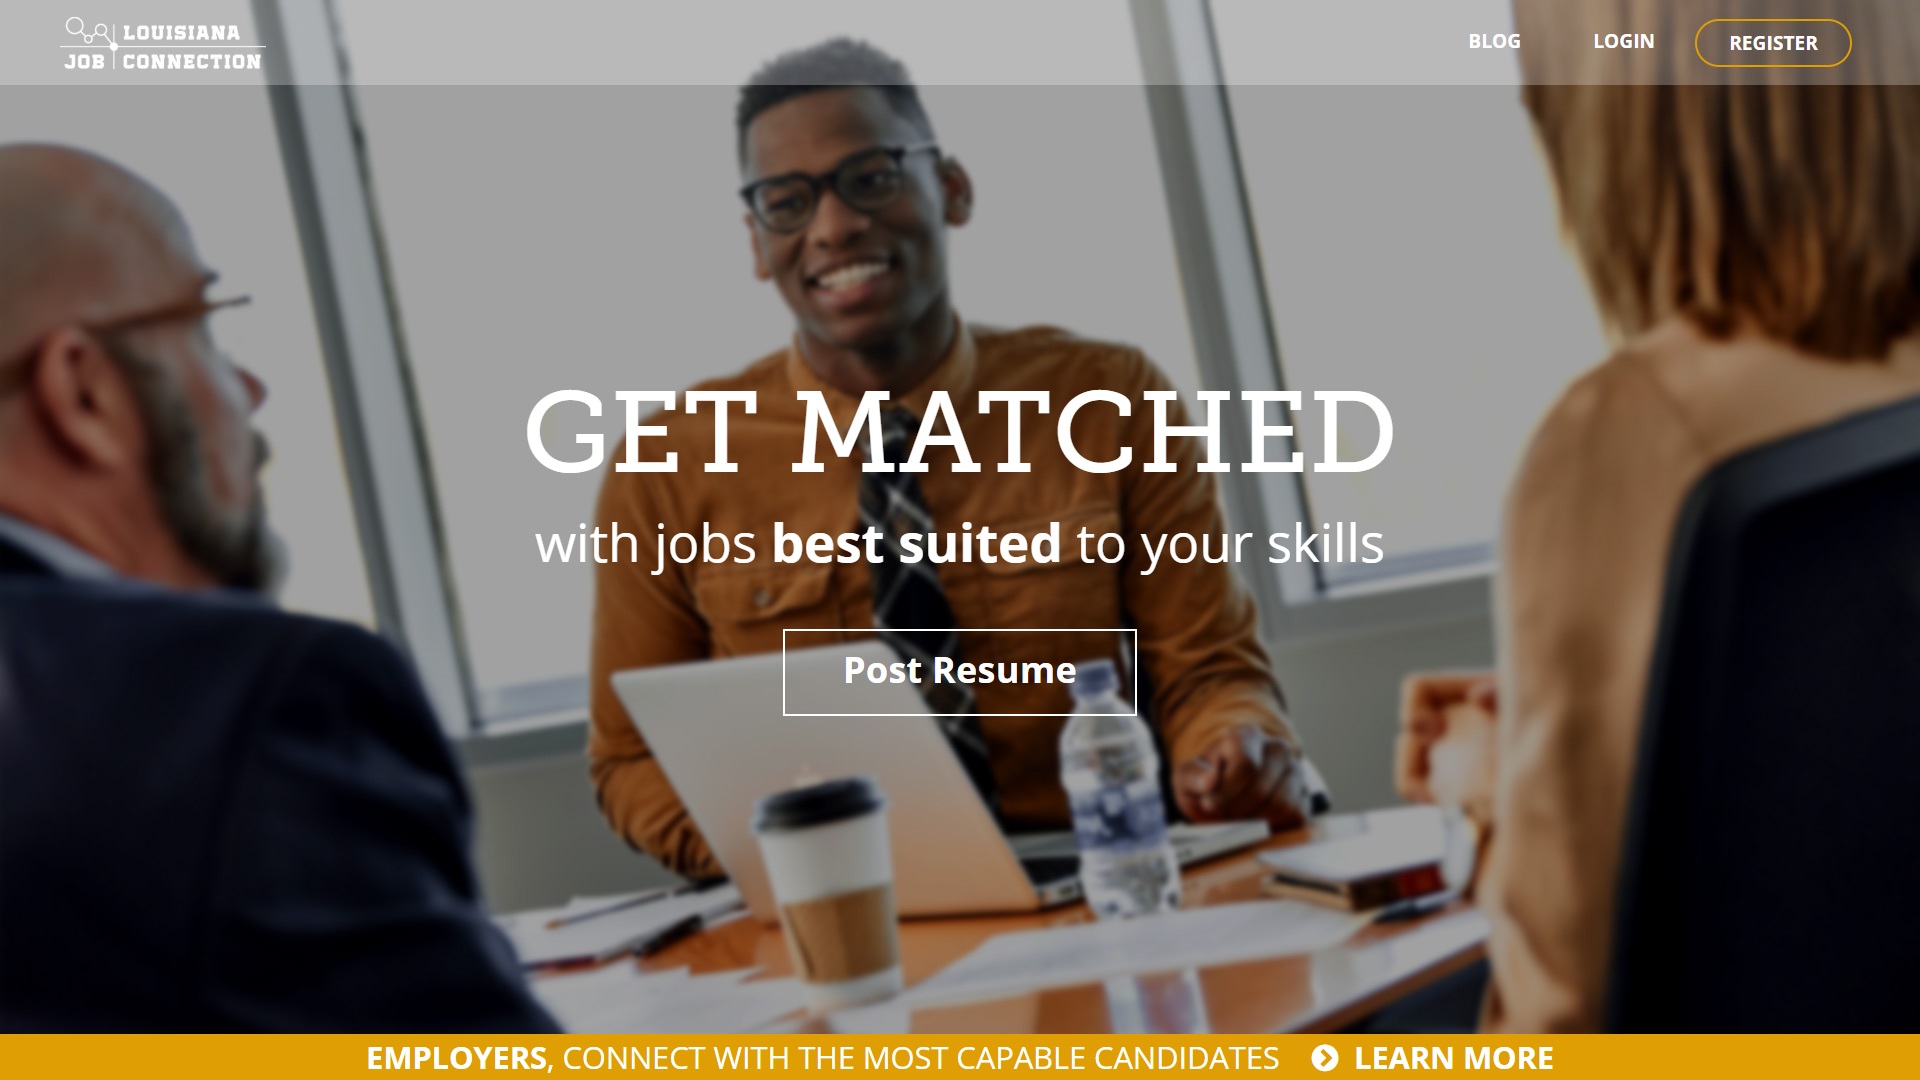 LOUISIANA
JOB CONNECTION
BLOG
LOGIN
REGISTER
GET MATCHED
with jobs best suited to your skills
Post Resume
EMPLOYERS, CONNECT WITH THE MOST CAPABLE CANDIDATES LEARN MORE